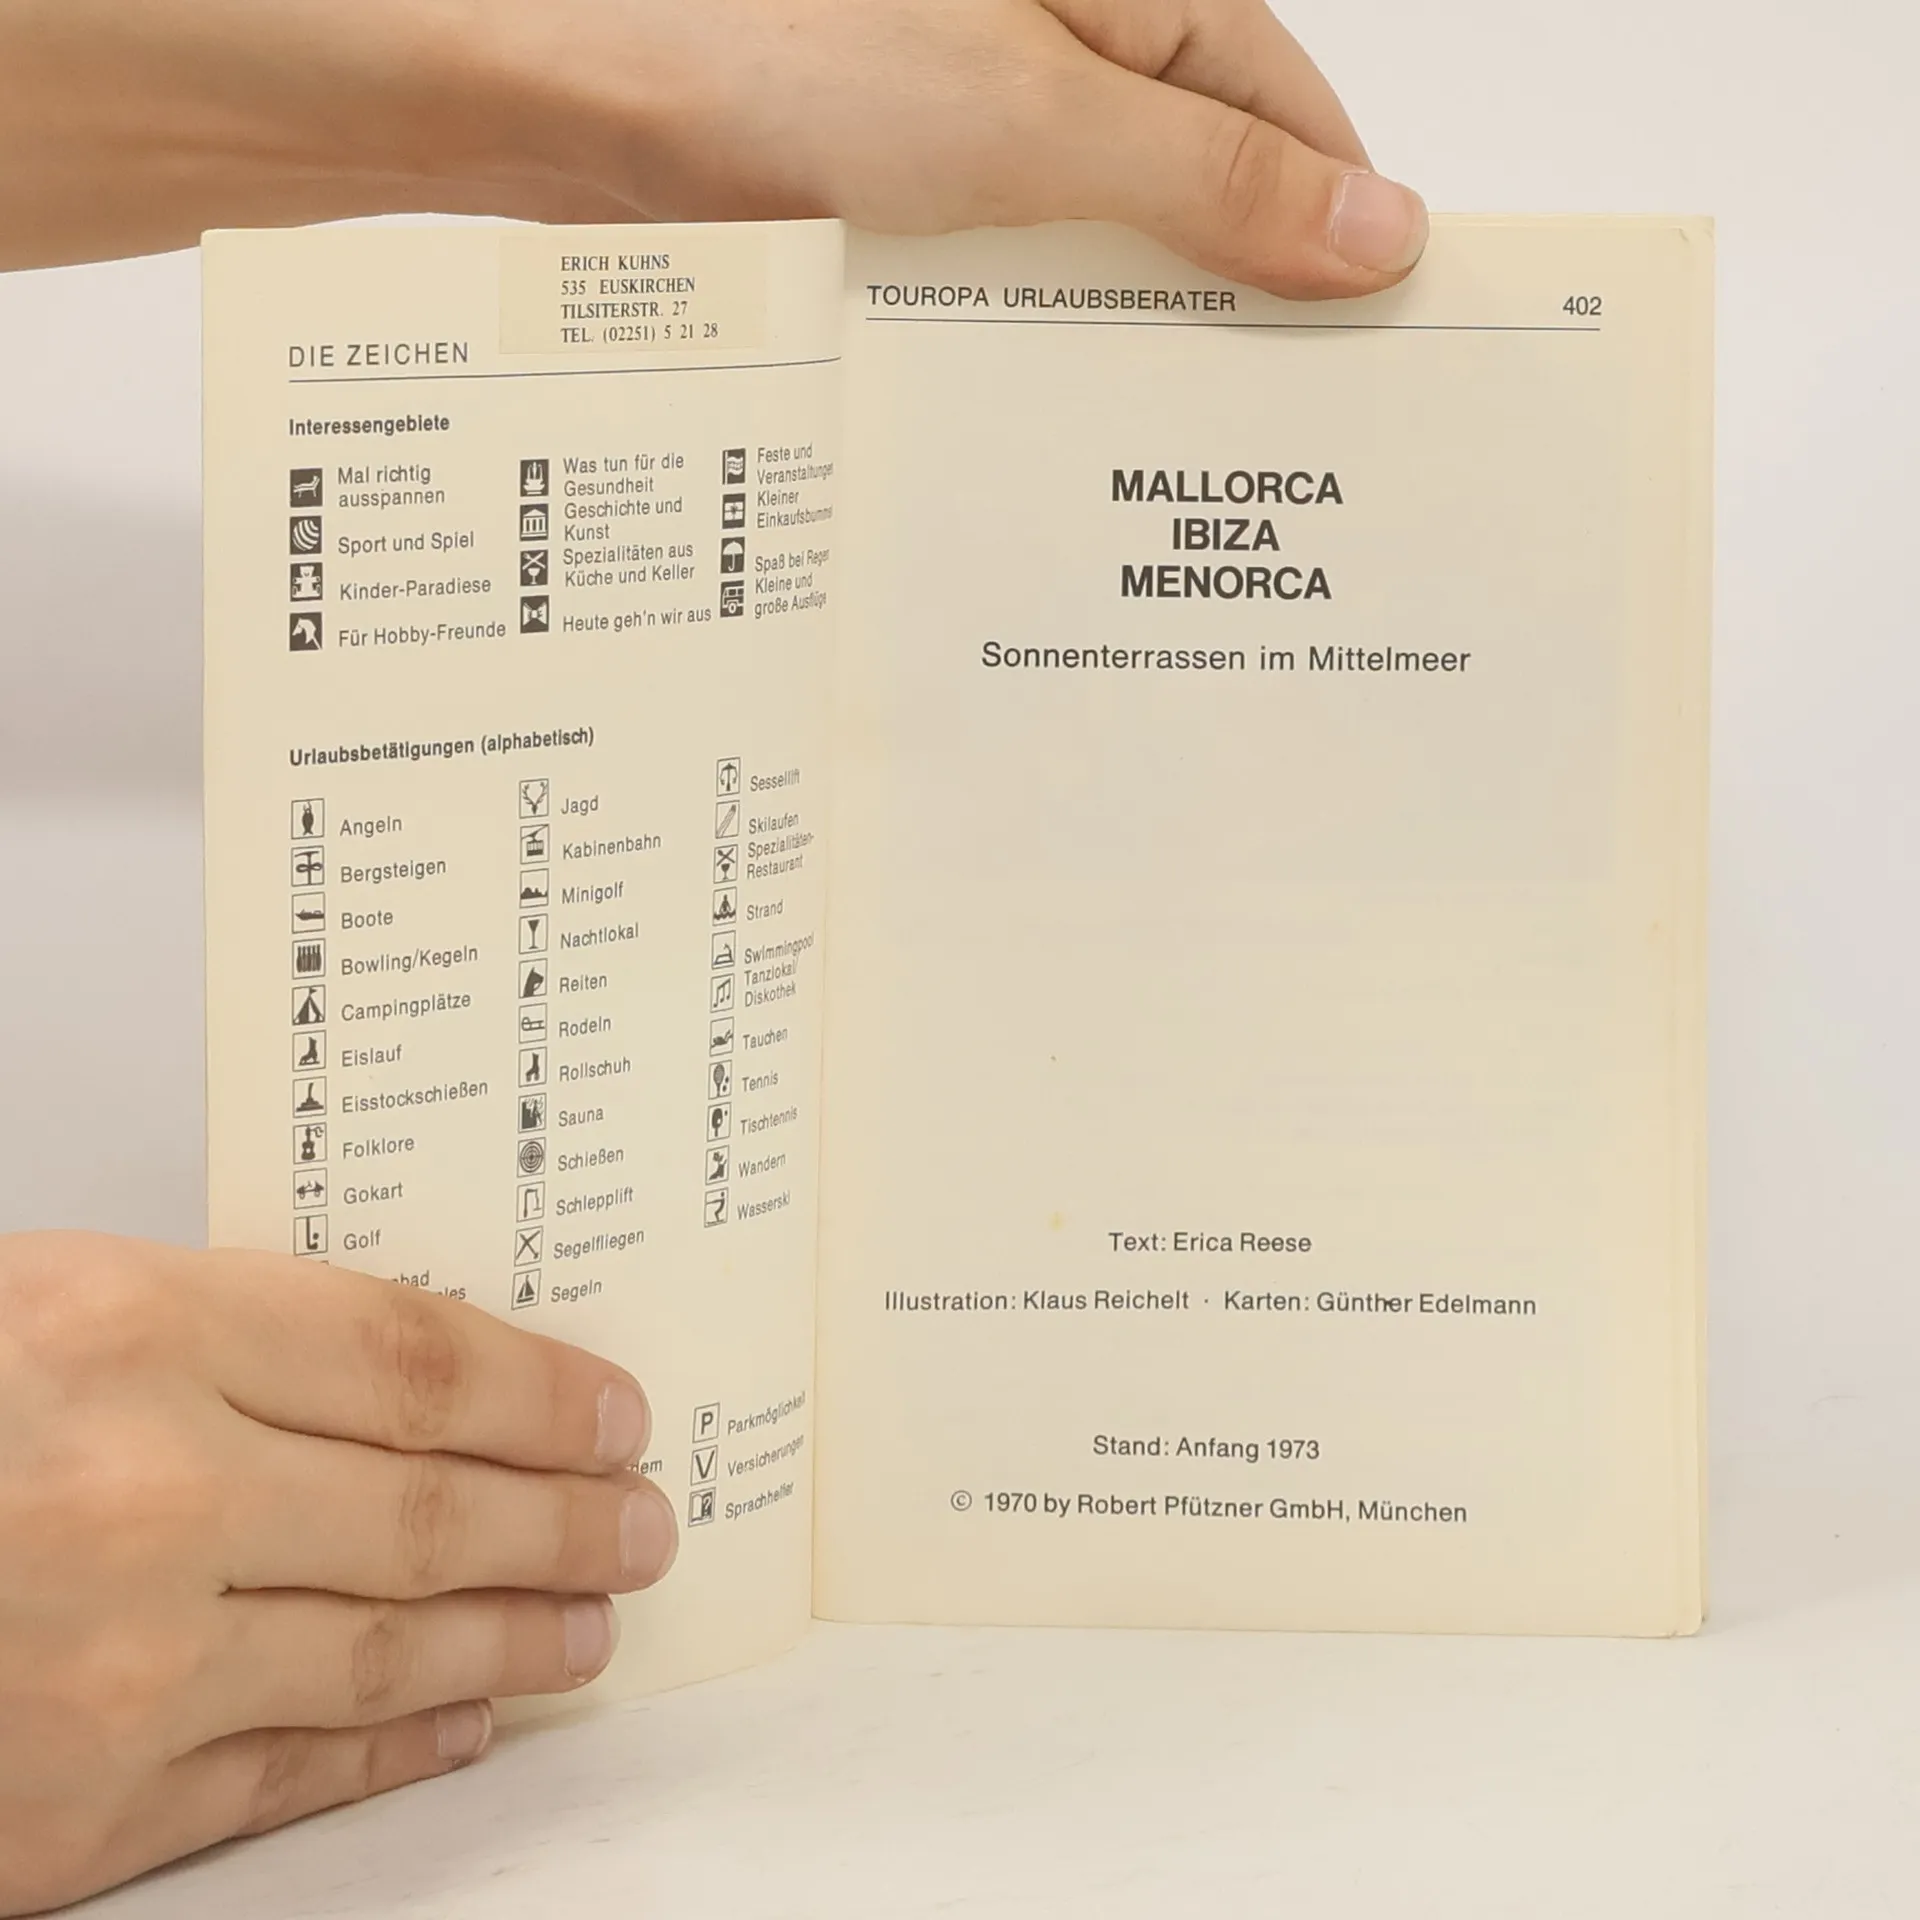 ERICH KUHNS
535 EUSKIRCHEN
TILSITERSTR. 27
TEL. (02251) 5 21 28
DIE ZEICHEN
Interessengebiete
Mal richtig
ausspannen
Sport und Spiel
Kinder-Paradiese
Für Hobby-Freunde
Was tun für die
Gesundheit
Geschichte und
Kunst
Spezialitäten aus
Küche und Keller
Heute geh'n wir aus
Feste und
Veranstaltungen
Kleiner
Einkaufsbummel
Spaß bei Regen
Kleine und
große Ausflüge
Urlaubsbetätigungen (alphabetisch)
Angeln
Bergsteigen
Boote
Bowling/Kegeln
Campingplätze
Eislauf
Eisstockschießen
Folklore
Gokart
Golf
Jagd
Kabinenbahn
Minigolf
Nachtlokal
Reiten
Rodeln
Rollschuh
Sauna
Schießen
Schlepplift
Segelfliegen
Segeln
Sessellift
Skilaufen
Spezialitäten-
Restaurant
Strand
Swimmingpool
Tanzlokal/
Diskothek
Tauchen
Tennis
Tischtennis
Wandern
Wasserski
P Parkmöglichkeit
V Versicherungen
Sprachhelfer
TOUROPA URLAUBSBERATER 402
MALLORCA
IBIZA
MENORCA
Sonnenterrassen im Mittelmeer
Text: Erica Reese
Illustration: Klaus Reichelt · Karten: Günther Edelmann
Stand: Anfang 1973
© 1970 by Robert Pfützner GmbH, München